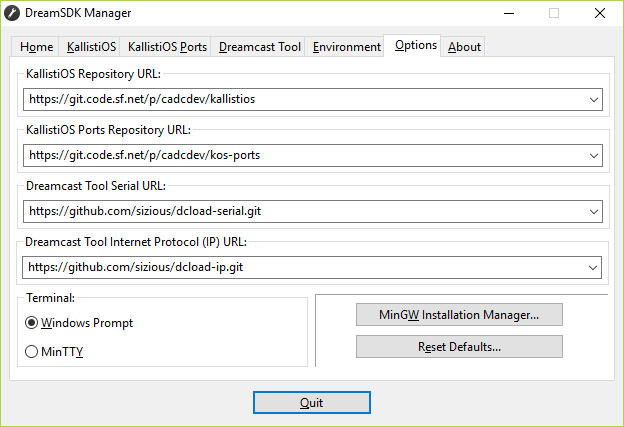 DreamSDK Manager
Home KallistiOS KallistiOS Ports Dreamcast Tool Environment Options About
KallistiOS Repository URL:
https://git.code.sf.net/p/cadcdev/kallistios
KallistiOS Ports Repository URL:
https://git.code.sf.net/p/cadcdev/kos-ports
Dreamcast Tool Serial URL:
https://github.com/sizious/dcload-serial.git
Dreamcast Tool Internet Protocol (IP) URL:
https://github.com/sizious/dcload-ip.git
Terminal:
Windows Prompt
MinTTY
MinGW Installation Manager...
Reset Defaults...
Quit